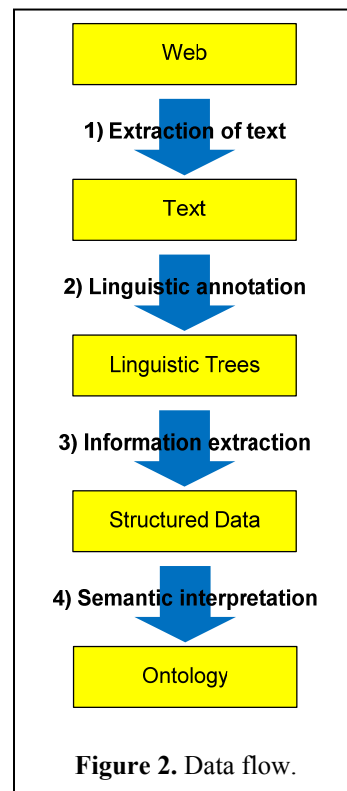 Web
1) Extraction of text
Text
2) Linguistic annotation
Linguistic Trees
3) Information extraction
Structured Data
4) Semantic interpretation
Ontology
Figure 2. Data flow.